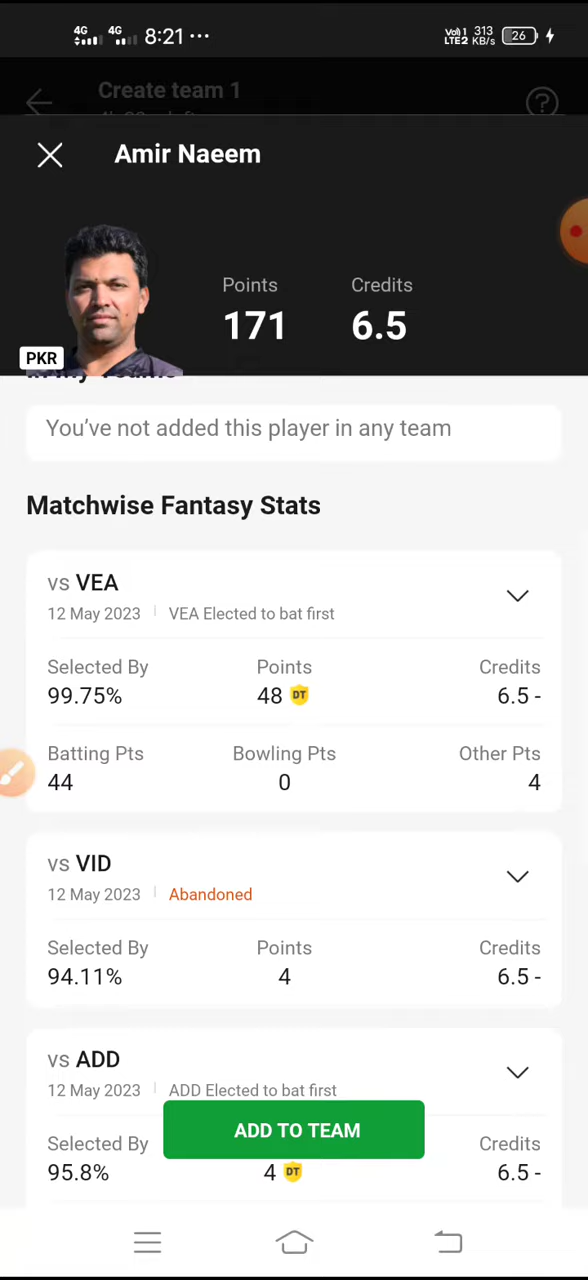 4G 4G 8:21 ··· Vo) 1 LTE2 313 KB/s 26
Create team 1
Amir Naeem
Points Credits
171 6.5
PKR
In My Teams
You've not added this player in any team
Matchwise Fantasy Stats
vs VEA
12 May 2023 | VEA Elected to bat first
Selected By Points Credits
99.75% 48 DT 6.5 -
Batting Pts Bowling Pts Other Pts
44 0 4
vs VID
12 May 2023 | Abandoned
Selected By Points Credits
94.11% 4 6.5 -
vs ADD
12 May 2023 | ADD Elected to bat first
ADD TO TEAM
Selected By Credits
95.8% 4 DT 6.5 -